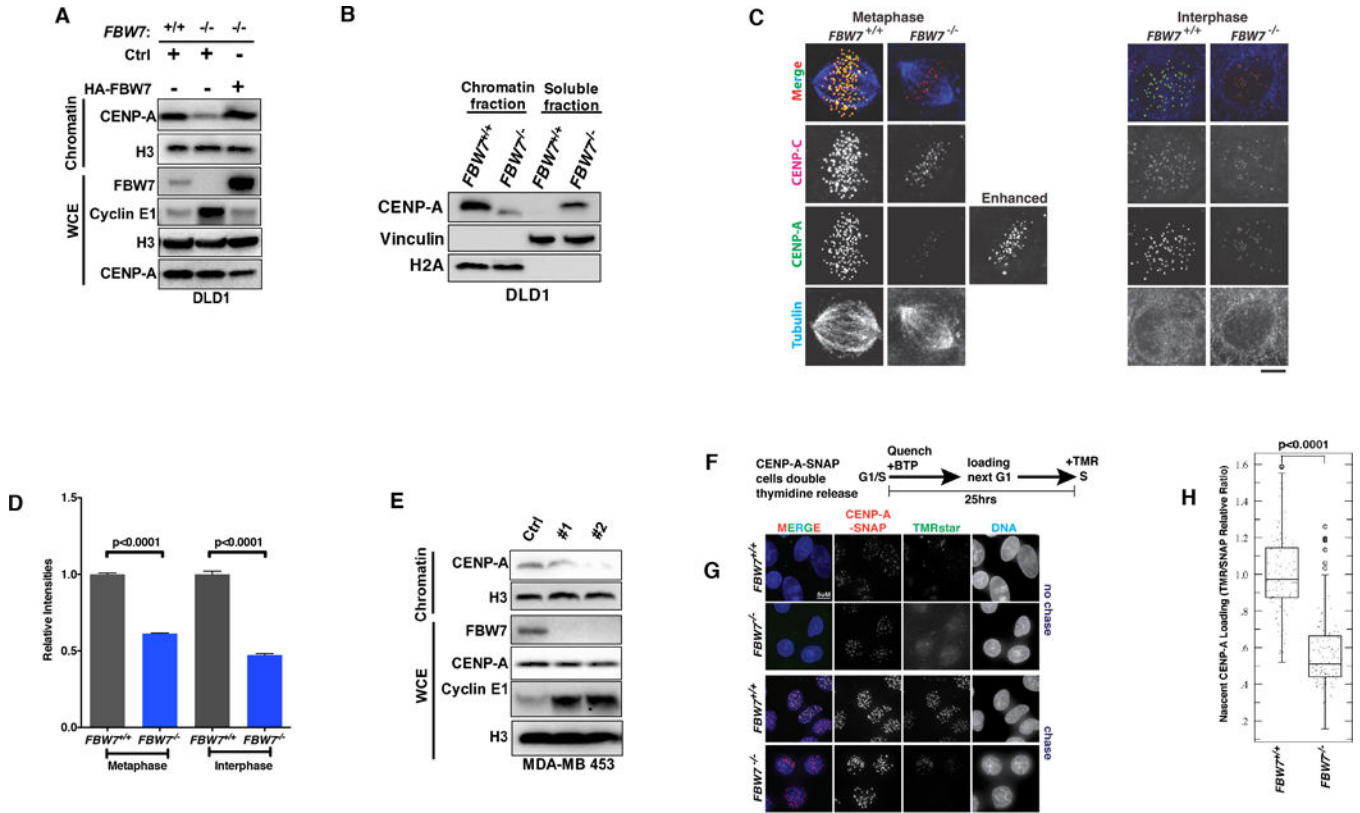 A
FBW7: +/+ -/- -/-
Ctrl + + -
HA-FBW7 - - +
Chromatin
CENP-A
H3
WCE
FBW7
Cyclin E1
H3
CENP-A
DLD1
B
Chromatin fraction
Soluble fraction
FBW7+/+
FBW7-/-
FBW7+/+
FBW7-/-
CENP-A
Vinculin
H2A
DLD1
C
Metaphase
FBW7+/+ FBW7-/-
Interphase
FBW7+/+ FBW7-/-
Merge
CENP-C
Enhanced
CENP-A
Tubulin
D
Relative Intensities
1.5
1.0
0.5
0.0
p<0.0001 p<0.0001
FBW7+/+ FBW7-/- FBW7+/+ FBW7-/-
Metaphase Interphase
E
Ctrl #1 #2
Chromatin
CENP-A
H3
WCE
FBW7
CENP-A
Cyclin E1
H3
MDA-MB 453
F
CENP-A-SNAP
cells double
thymidine release
G1/S
Quench
+BTP
loading
next G1
+TMR
S
25hrs
G
MERGE CENP-A-SNAP TMRstar DNA
FBW7+/+
5uM
FBW7-/-
no chase
FBW7+/+
FBW7-/-
chase
H
p<0.0001
Nascent CENP-A Loading (TMR/SNAP Relative Ratio)
1.6
1.4
1.2
1.0
.8
.6
.4
.2
FBW7+/+
FBW7-/-